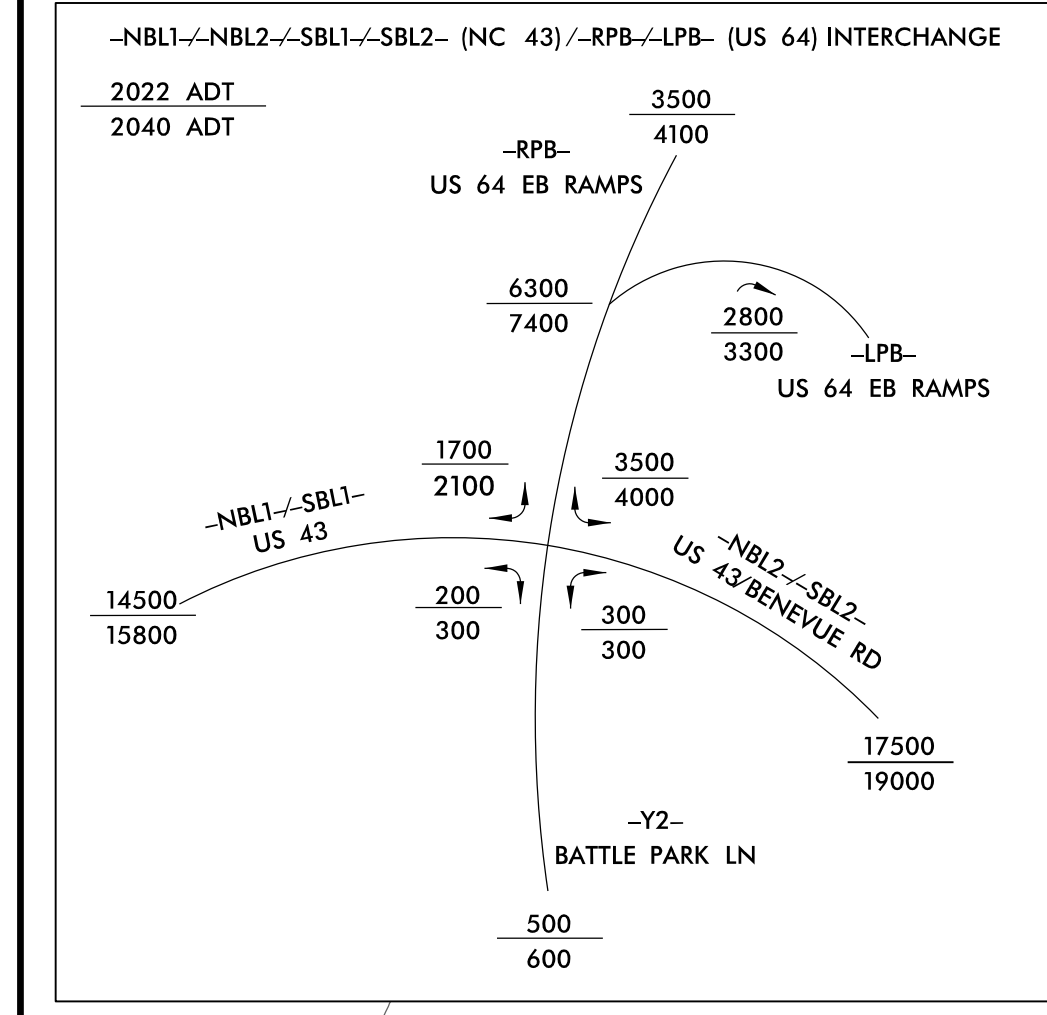 –NBL1–/–NBL2–/–SBL1–/–SBL2– (NC 43)/–RPB–/–LPB– (US 64) INTERCHANGE
2022 ADT
2040 ADT
3500
4100
–RPB–
US 64 EB RAMPS
6300
7400
2800
3300
–LPB–
US 64 EB RAMPS
1700
2100
3500
4000
–NBL1–/–SBL1–
US 43
–NBL2–/–SBL2–
US 43/BENEVUE RD
14500
15800
200
300
300
300
17500
19000
–Y2–
BATTLE PARK LN
500
600